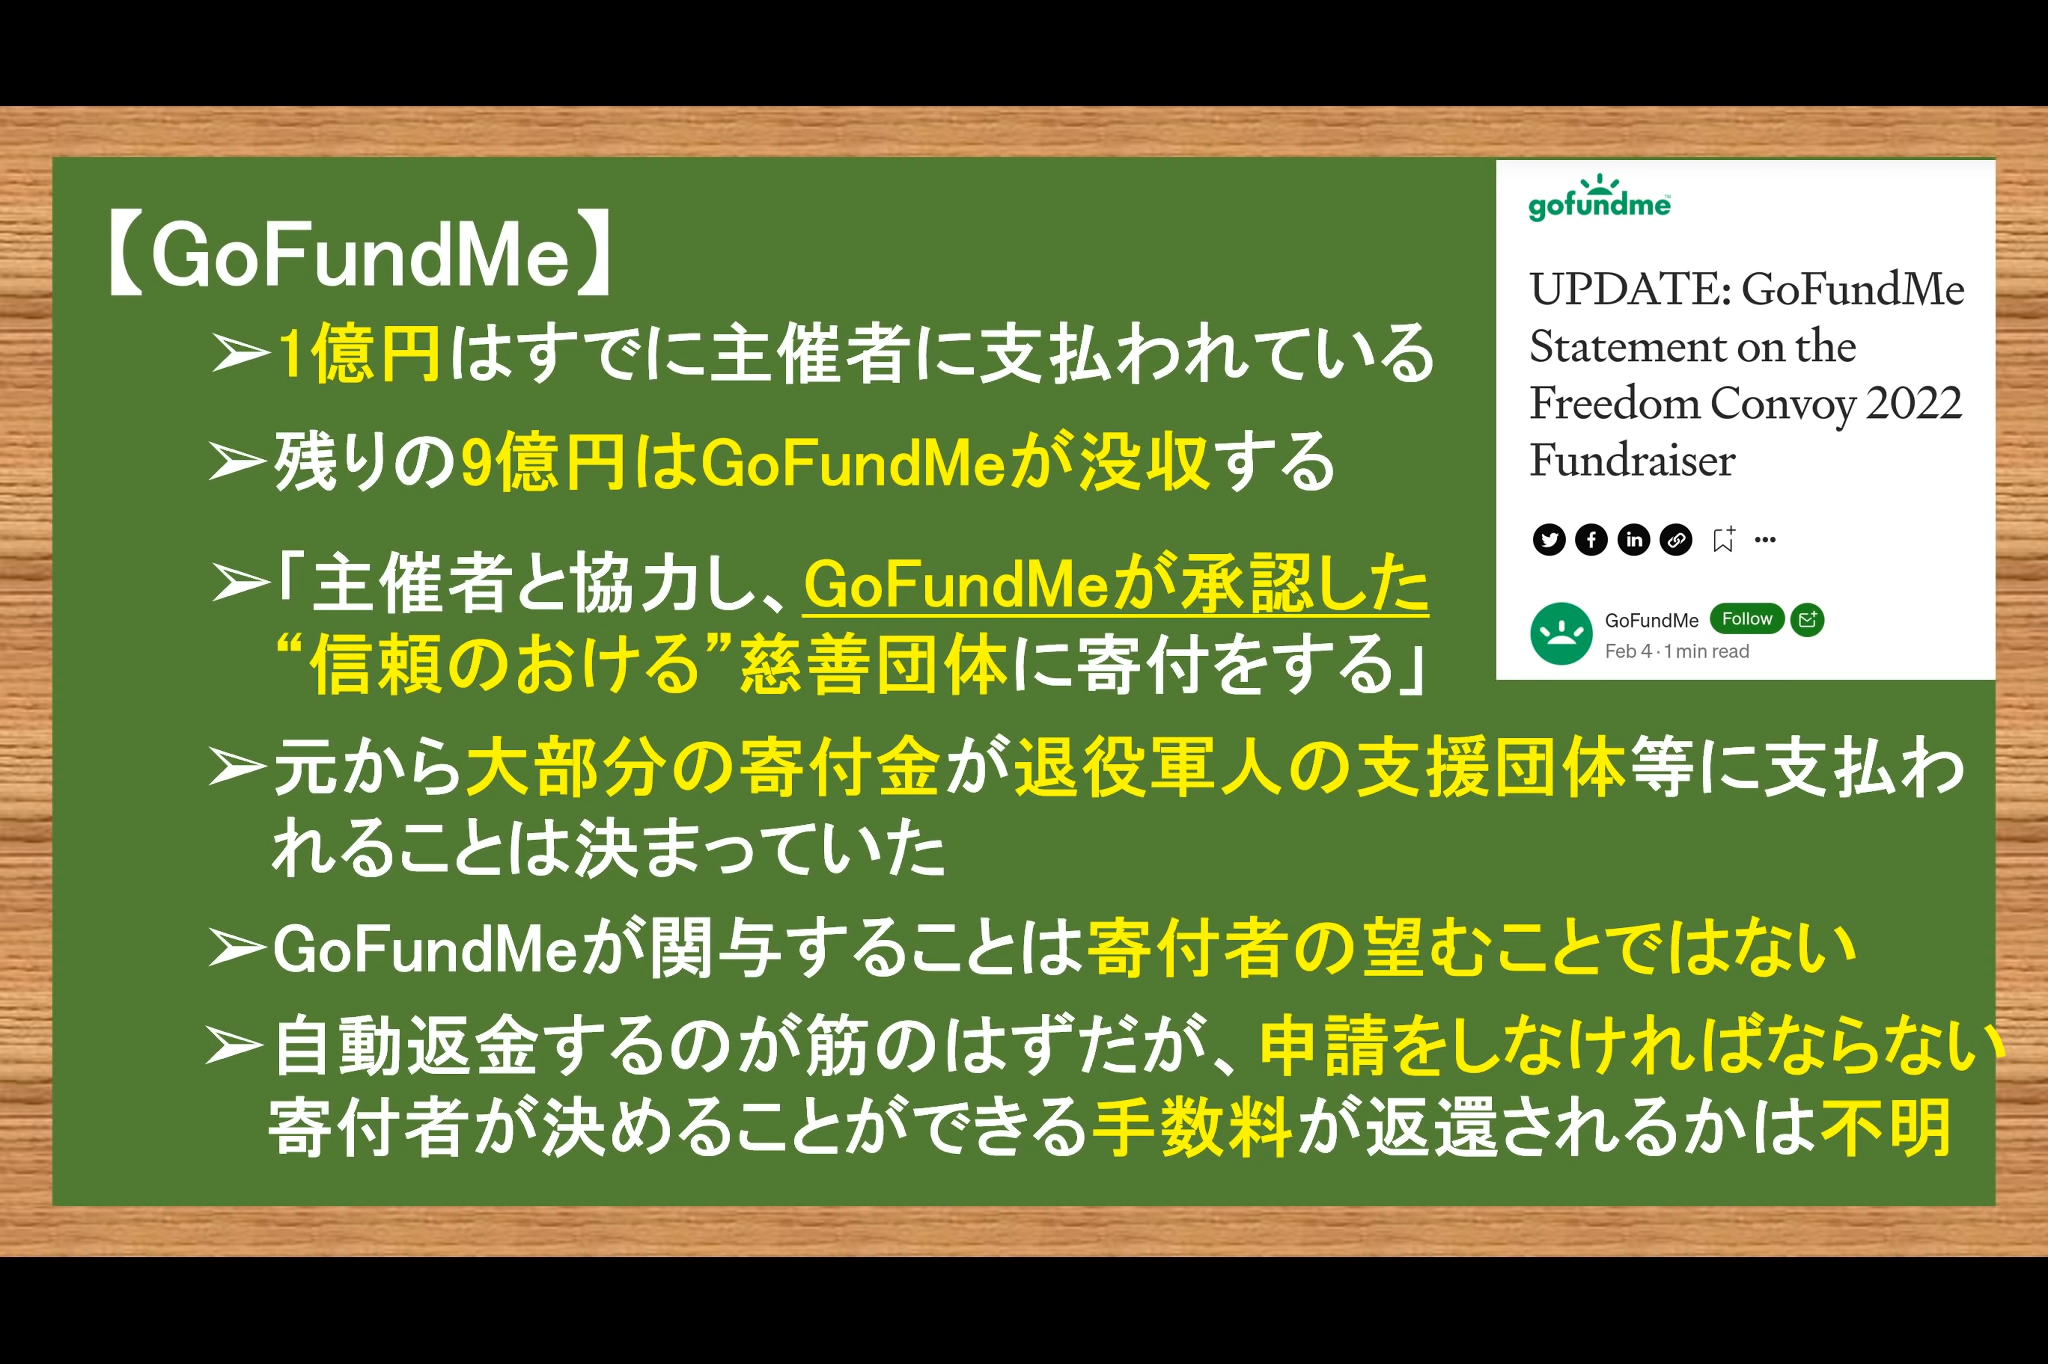 【GoFundMe】
➢1億円はすでに主催者に支払われている
➢残りの9億円はGoFundMeが没収する
➢「主催者と協力し、GoFundMeが承認した
“信頼のおける”慈善団体に寄付をする」
➢元から大部分の寄付金が退役軍人の支援団体等に支払わ
れることは決まっていた
➢GoFundMeが関与することは寄付者の望むことではない
➢自動返金するのが筋のはずだが、申請をしなければならない
寄付者が決めることができる手数料が返還されるかは不明
gofundme
UPDATE: GoFundMe
Statement on the
Freedom Convoy 2022
Fundraiser
GoFundMe Follow
Feb 4 · 1 min read